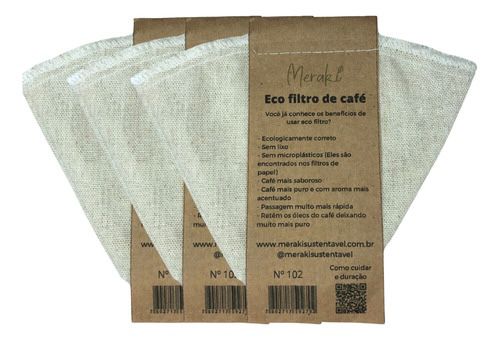 Meraki
Eco filtro de café
Você já conhece os benefícios de
usar eco filtro?
- Ecologicamente correto
- Sem lixo
- Sem microplásticos (Eles são
encontrados nos filtros de
papel)
- Café mais saboroso
- Café mais puro e com aroma mais
acentuado
- Passagem muito mais rápida
- Retém os óleos do café deixando
muito mais puro
www.merakisustentavel.com.br
@merakisustentavel
Como cuidar
e duração
Nº 102
Nº 10
Nº